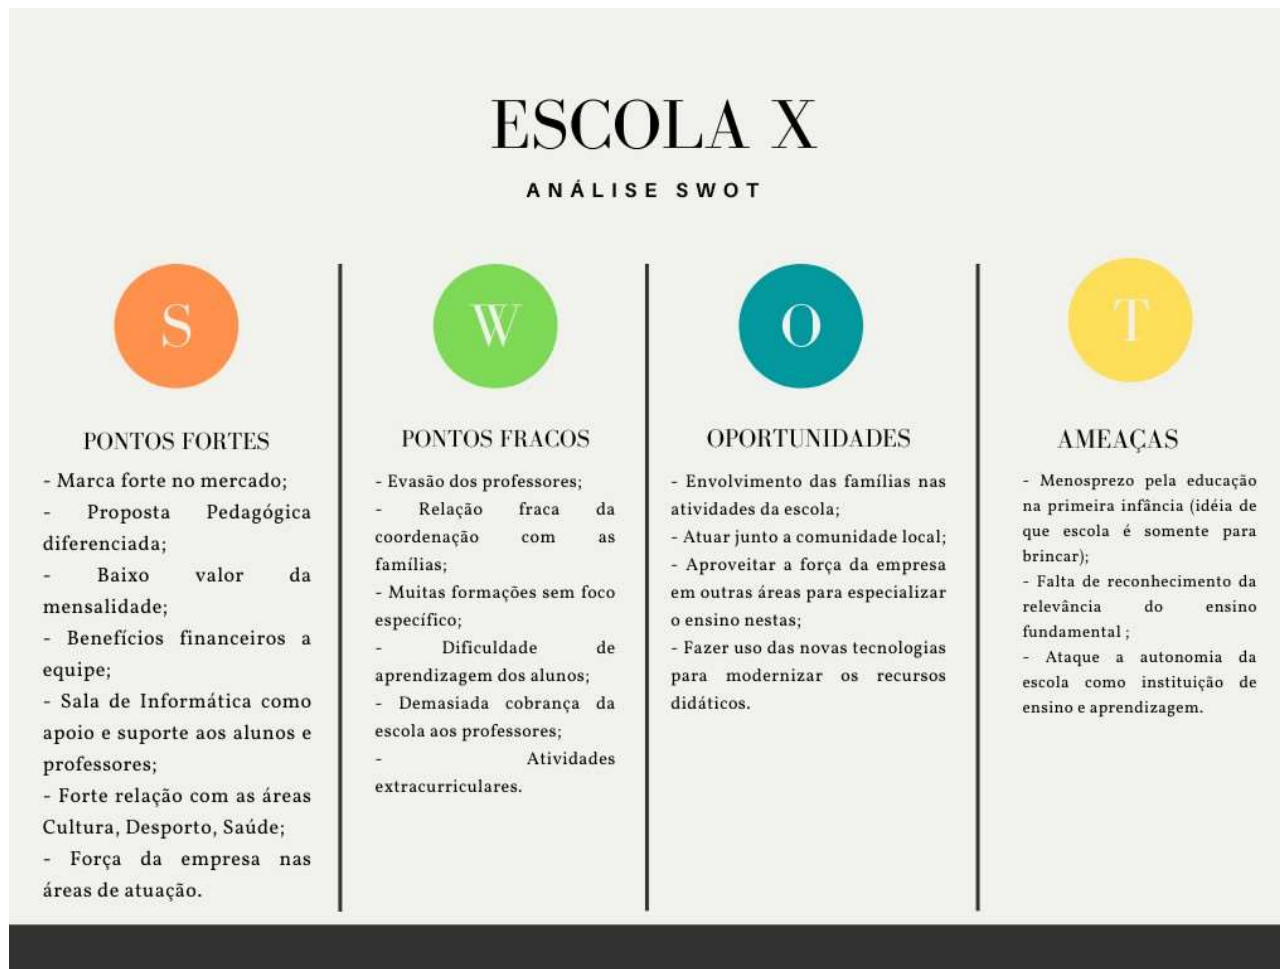 ESCOLA X
ANÁLISE SWOT
S
PONTOS FORTES
- Marca forte no mercado;
- Proposta Pedagógica
diferenciada;
- Baixo valor da
mensalidade;
- Benefícios financeiros a
equipe;
- Sala de Informática como
apoio e suporte aos alunos e
professores;
- Forte relação com as áreas
Cultura, Desporto, Saúde;
- Força da empresa nas
áreas de atuação.
W
PONTOS FRACOS
- Evasão dos professores;
- Relação fraca da
coordenação com as
famílias;
- Muitas formações sem foco
específico;
- Dificuldade de
aprendizagem dos alunos;
- Demasiada cobrança da
escola aos professores;
- Atividades
extracurriculares.
O
OPORTUNIDADES
- Envolvimento das famílias nas
atividades da escola;
- Atuar junto a comunidade local;
- Aproveitar a força da empresa
em outras áreas para especializar
o ensino nestas;
- Fazer uso das novas tecnologias
para modernizar os recursos
didáticos.
T
AMEAÇAS
- Menosprezo pela educação
na primeira infância (idéia de
que escola é somente para
brincar);
- Falta de reconhecimento da
relevância do ensino
fundamental ;
- Ataque a autonomia da
escola como instituição de
ensino e aprendizagem.